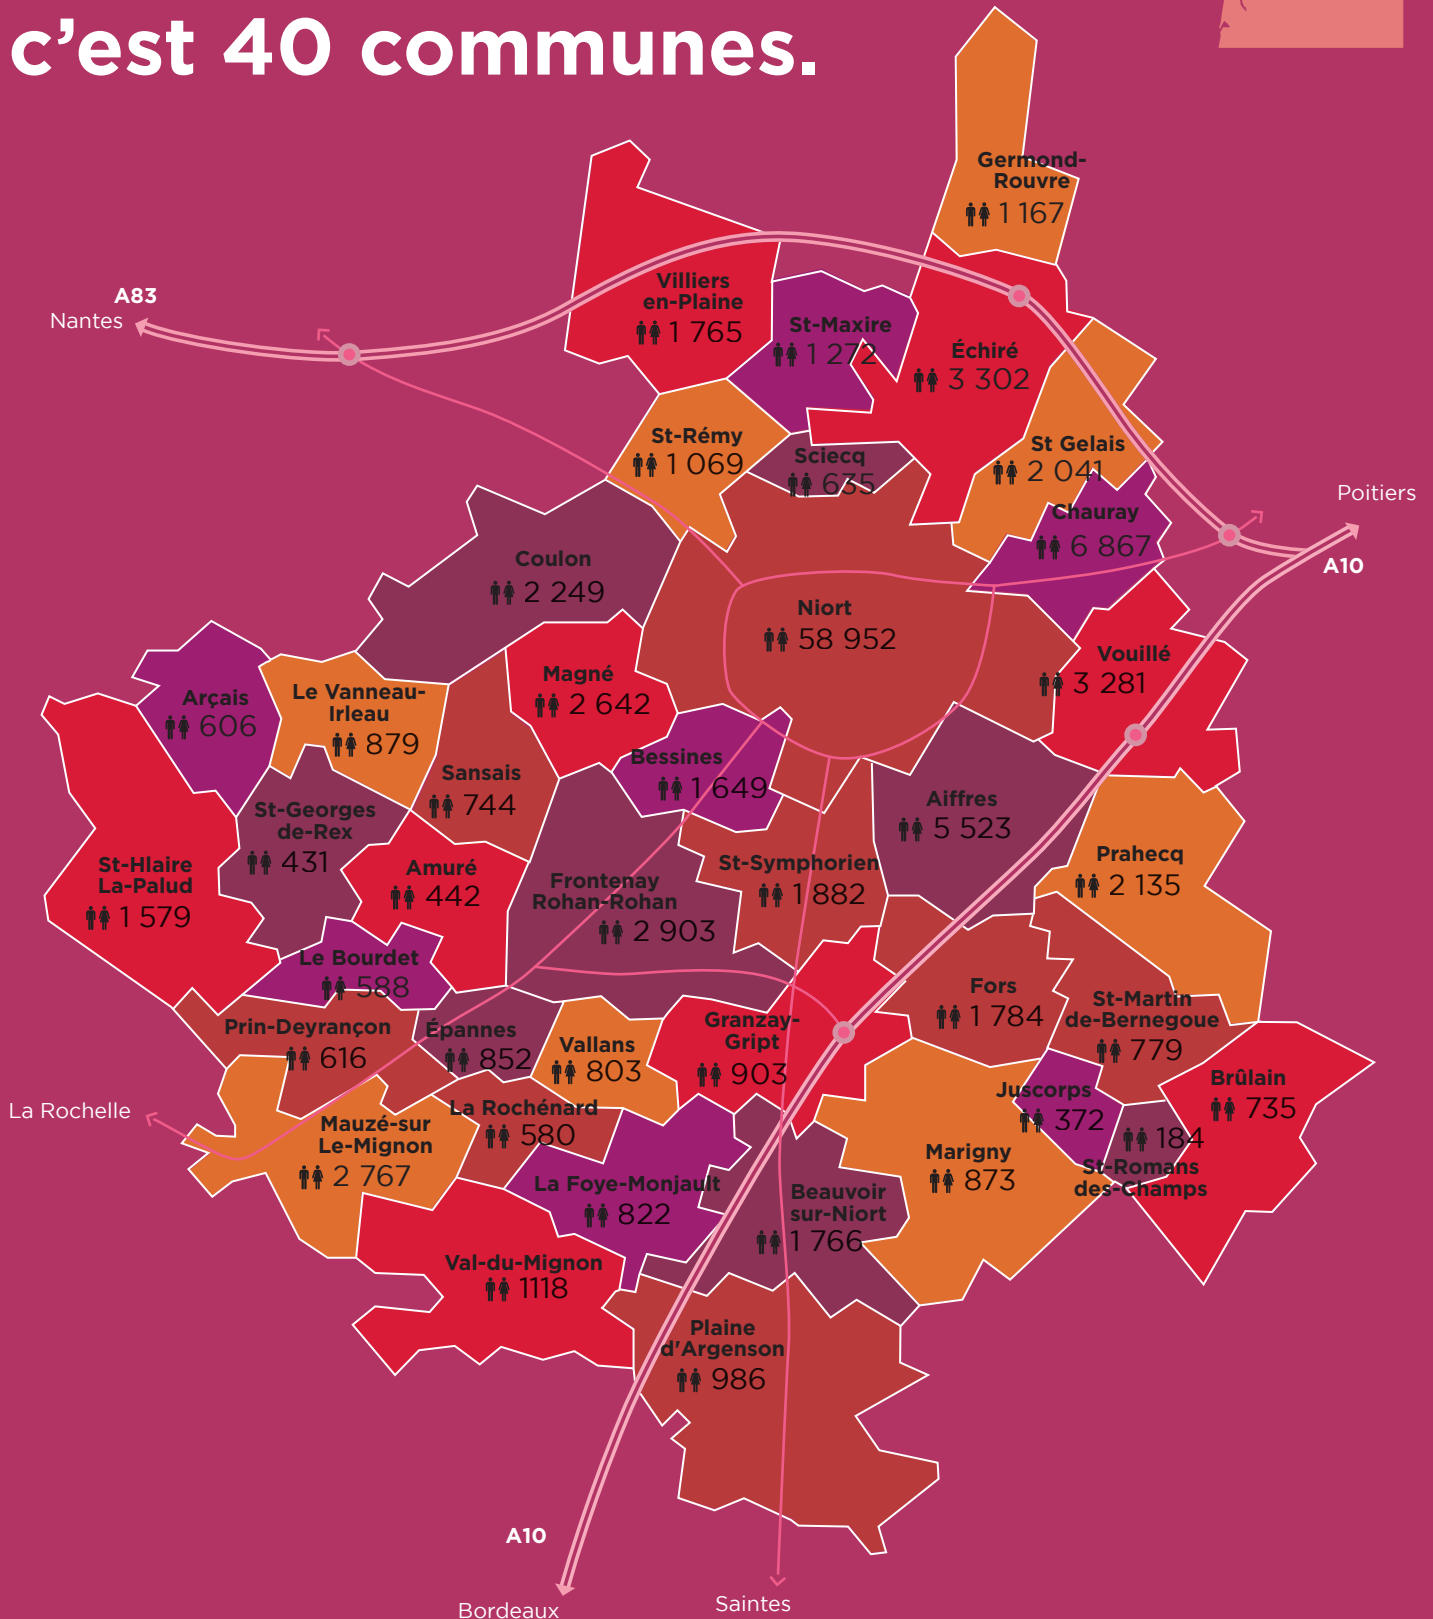 c’est 40 communes.
Germond-
Rouvre
1 167
A83
Nantes
Villiers
en-Plaine
1 765
St-Maxire
1 272
Échiré
3 302
St-Rémy
1 069
Sciecq
635
St Gelais
2 041
Poitiers
Chauray
6 867
A10
Coulon
2 249
Niort
58 952
Vouillé
3 281
Magné
2 642
Arçais
606
Le Vanneau-
Irleau
879
Sansais
744
Bessines
1 649
Aiffres
5 523
St-Georges
de-Rex
431
St-Hlaire
La-Palud
1 579
Amuré
442
Frontenay
Rohan-Rohan
2 903
St-Symphorien
1 882
Prahecq
2 135
Le Bourdet
588
Prin-Deyrançon
616
Épannes
852
Vallans
803
Granzay-
Gript
903
Fors
1 784
St-Martin
de-Bernegoue
779
La Rochelle
Mauzé-sur
Le-Mignon
2 767
La Rochénard
580
Juscorps
372
Brûlain
735
184
St-Romans
des-Champs
Marigny
873
La Foye-Monjault
822
Beauvoir
sur-Niort
1 766
Val-du-Mignon
1118
Plaine
d'Argenson
986
A10
Bordeaux
Saintes